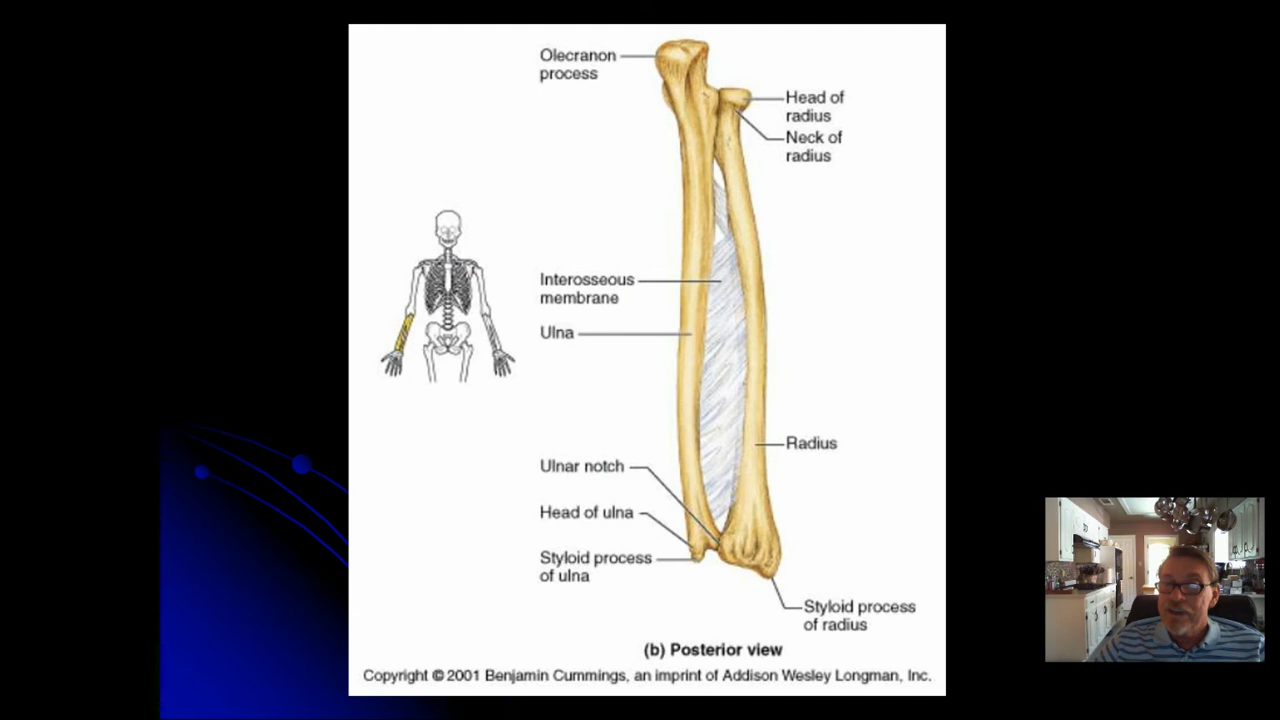 Olecranon
process
Head of
radius
Neck of
radius
Interosseous
membrane
Ulna
Radius
Ulnar notch
Head of ulna
Styloid process
of ulna
Styloid process
of radius
(b) Posterior view
Copyright © 2001 Benjamin Cummings, an imprint of Addison Wesley Longman, Inc.